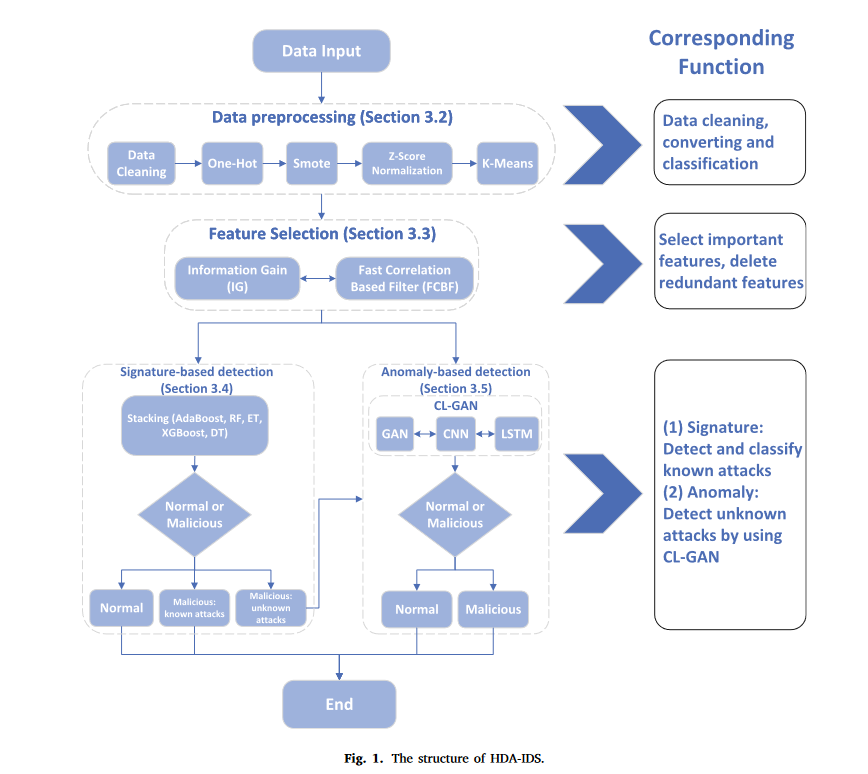 Data Input
Corresponding
Function
Data preprocessing (Section 3.2)
Data
Cleaning
One-Hot
Smote
Z-Score
Normalization
K-Means
Data cleaning,
converting and
classification
Feature Selection (Section 3.3)
Information Gain
(IG)
Fast Correlation
Based Filter (FCBF)
Select important
features, delete
redundant features
Signature-based detection
(Section 3.4)
Stacking (AdaBoost, RF, ET,
XGBoost, DT)
Normal or
Malicious
Normal
Malicious:
known attacks
Malicious:
unknown
attacks
Anomaly-based detection
(Section 3.5)
CL-GAN
GAN
CNN
LSTM
Normal or
Malicious
Normal
Malicious
(1) Signature:
Detect and classify
known attacks
(2) Anomaly:
Detect unknown
attacks by using
CL-GAN
End
Fig. 1. The structure of HDA-IDS.